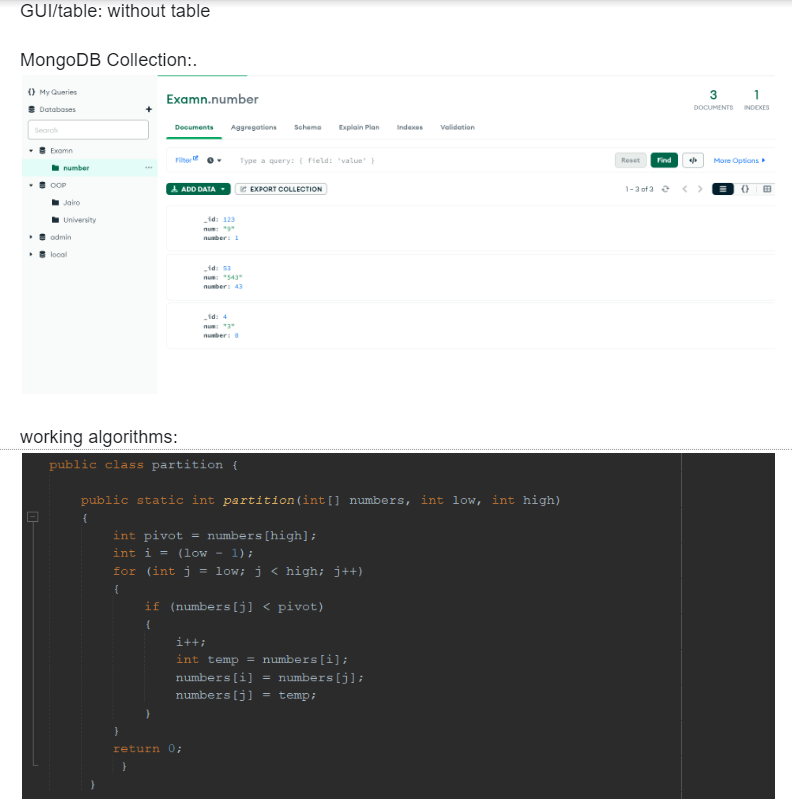 GUI/table: without table
MongoDB Collection:.
{} My Queries
Databases +
Search
Examn
number ...
OOP
Jairo
University
admin
local
Examn.number
3 DOCUMENTS
1 INDEXES
Documents Aggregations Schema Explain Plan Indexes Validation
Filter Type a query: { field: 'value' } Reset Find </> More Options
ADD DATA EXPORT COLLECTION 1 - 3 of 3 < > {}
_id: 123
num: "9"
number: 1
_id: 53
num: "543"
number: 43
_id: 4
num: "3"
number: 8
working algorithms:
public class partition {
public static int partition(int[] numbers, int low, int high)
{
int pivot = numbers[high];
int i = (low - 1);
for (int j = low; j < high; j++)
{
if (numbers[j] < pivot)
{
i++;
int temp = numbers[i];
numbers[i] = numbers[j];
numbers[j] = temp;
}
}
return 0;
}
}